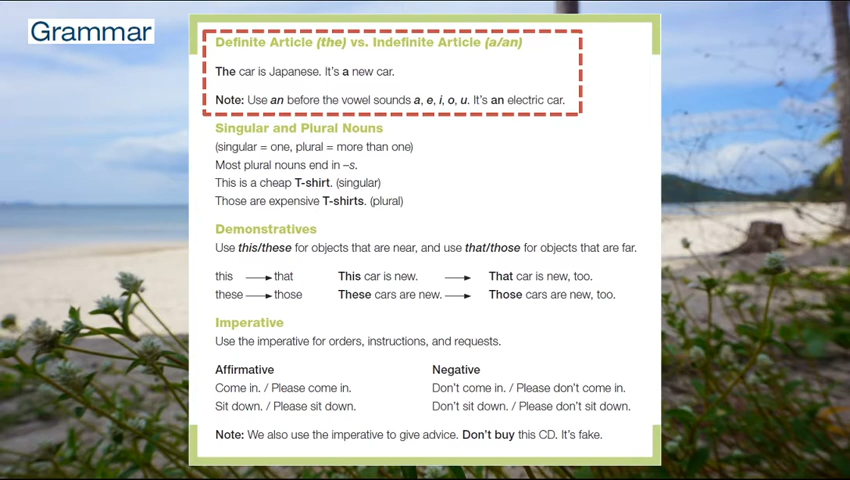 Grammar
Definite Article (the) vs. Indefinite Article (a/an)
The car is Japanese. It's a new car.
Note: Use an before the vowel sounds a, e, i, o, u. It's an electric car.
Singular and Plural Nouns
(singular = one, plural = more than one)
Most plural nouns end in –s.
This is a cheap T-shirt. (singular)
Those are expensive T-shirts. (plural)
Demonstratives
Use this/these for objects that are near, and use that/those for objects that are far.
this → that This car is new. → That car is new, too.
these → those These cars are new. → Those cars are new, too.
Imperative
Use the imperative for orders, instructions, and requests.
Affirmative Negative
Come in. / Please come in. Don't come in. / Please don't come in.
Sit down. / Please sit down. Don't sit down. / Please don't sit down.
Note: We also use the imperative to give advice. Don't buy this CD. It's fake.